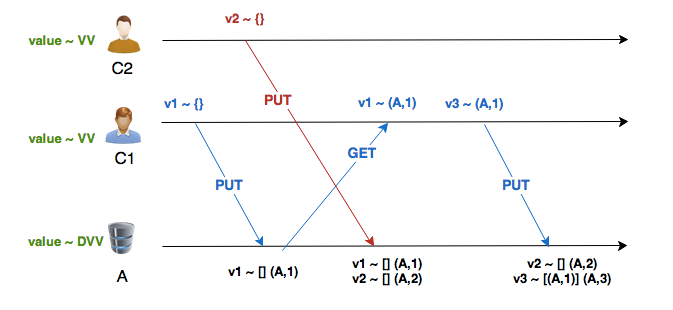 v2 ~ {}
value ~ VV
C2
PUT
v1 ~ {}
v1 ~ (A,1)
v3 ~ (A,1)
value ~ VV
C1
GET
PUT
PUT
value ~ DVV
A
v1 ~ [] (A,1)
v1 ~ [] (A,1)
v2 ~ [] (A,2)
v2 ~ [] (A,2)
v3 ~ [(A,1)] (A,3)